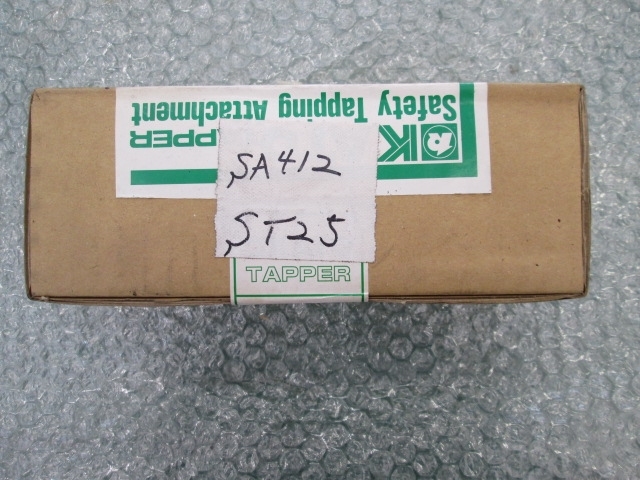 SA412
ST25
TAPPER
K
PPER
Safety Tapping Attachment